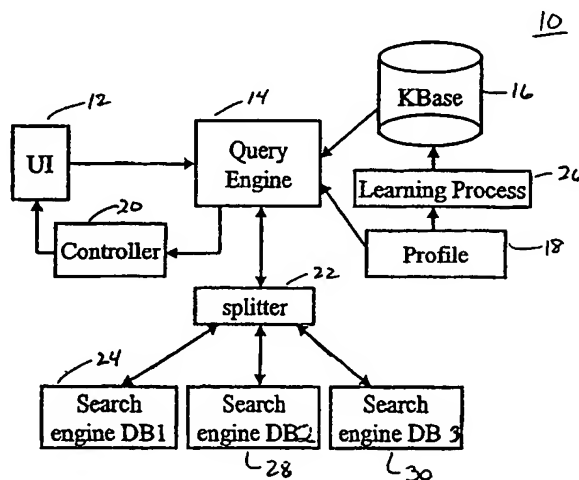 10
12
14
KBase
16
UI
Query
Engine
20
Learning Process
26
Controller
Profile
18
22
splitter
24
Search
engine DB1
Search
engine DB2
Search
engine DB 3
28
30